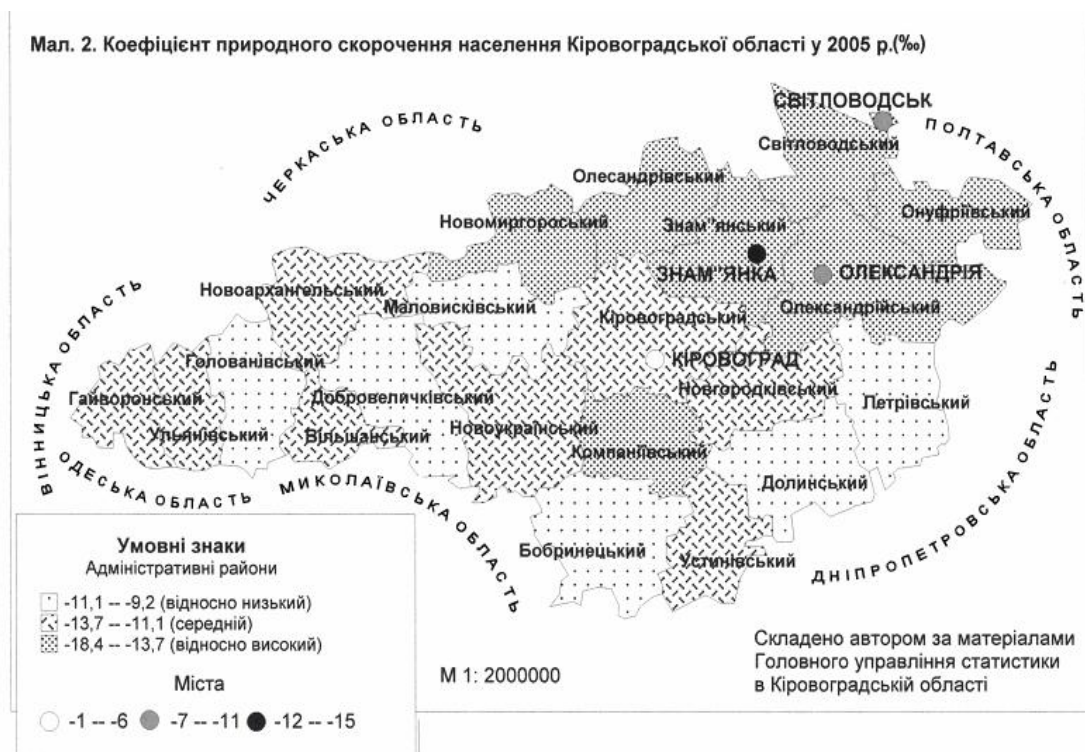 Мал. 2. Коефіцієнт природного скорочення населення Кіровоградської області у 2005 р.(‰)
СВІТЛОВОДСЬК
ЧЕРКАСЬКА ОБЛАСТЬ
ПОЛТАВСЬКА ОБЛАСТЬ
Світловодський
Олесандрівський
Новомиргороський
Знам"янський
Онуфріївський
ЗНАМ"ЯНКА
ОЛЕКСАНДРІЯ
Новоархангельський
Маловисківський
Кіровоградський
Олександрійський
ВІННИЦЬКА ОБЛАСТЬ
Голованівський
КІРОВОГРАД
Гайворонський
Добровеличківський
Новгородківський
Петрівський
Ульянівський
Вільшанський
Новоукраїнський
Компаніївський
ОДЕСЬКА ОБЛАСТЬ
МИКОЛАЇВСЬКА ОБЛАСТЬ
Долинський
Бобринецький
Устинівський
ДНІПРОПЕТРОВСЬКА ОБЛАСТЬ
Умовні знаки
Адміністративні райони
-11,1 -- -9,2 (відносно низький)
-13,7 -- -11,1 (середній)
-18,4 -- -13,7 (відносно високий)
Міста
-1 -- -6 -7 -- -11 -12 -- -15
М 1: 2000000
Складено автором за матеріалами
Головного управління статистики
в Кіровоградській області